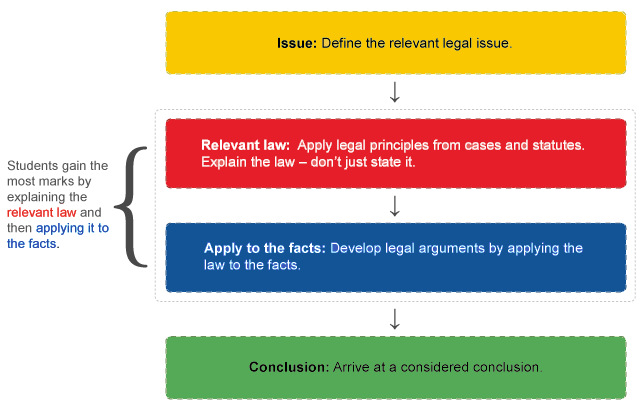 Issue: Define the relevant legal issue.
Relevant law:  Apply legal principles from cases and statutes.
Explain the law – don’t just state it.
Students gain the
most marks by
explaining the
relevant law and
then applying it to
the facts.
Apply to the facts: Develop legal arguments by applying the
law to the facts.
Conclusion: Arrive at a considered conclusion.